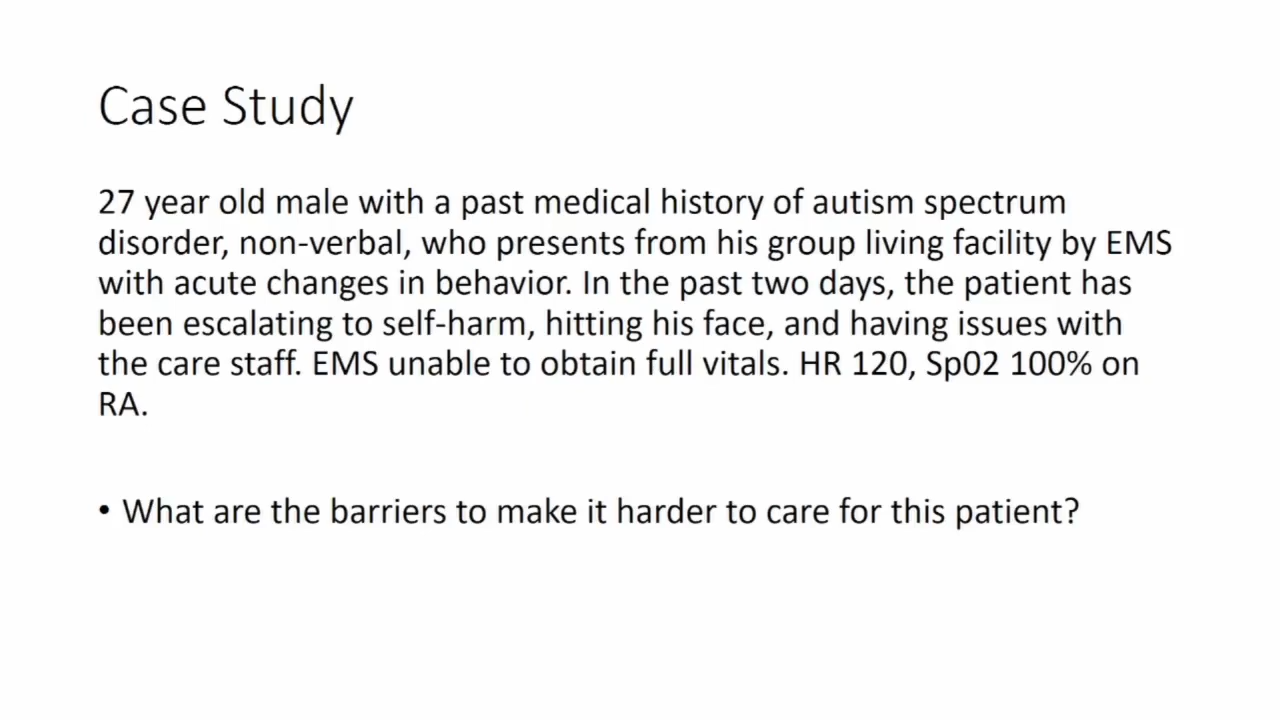 Case Study
27 year old male with a past medical history of autism spectrum
disorder, non-verbal, who presents from his group living facility by EMS
with acute changes in behavior. In the past two days, the patient has
been escalating to self-harm, hitting his face, and having issues with
the care staff. EMS unable to obtain full vitals. HR 120, Sp02 100% on
RA.
• What are the barriers to make it harder to care for this patient?